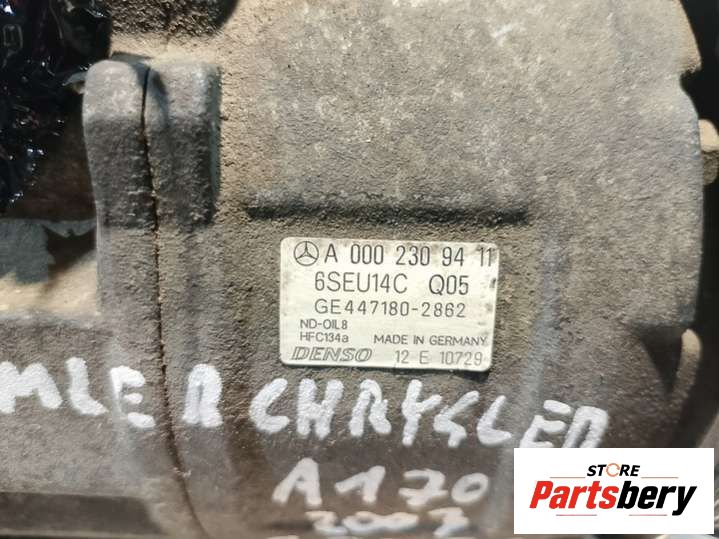 A 000 230 94 11
6SEU14C Q05
GE447180-2862
ND-OIL8
HFC134a MADE IN GERMANY
DENSO 12 E 10729
MLER CHRYSLER
A170
2003
STORE
Partsbery